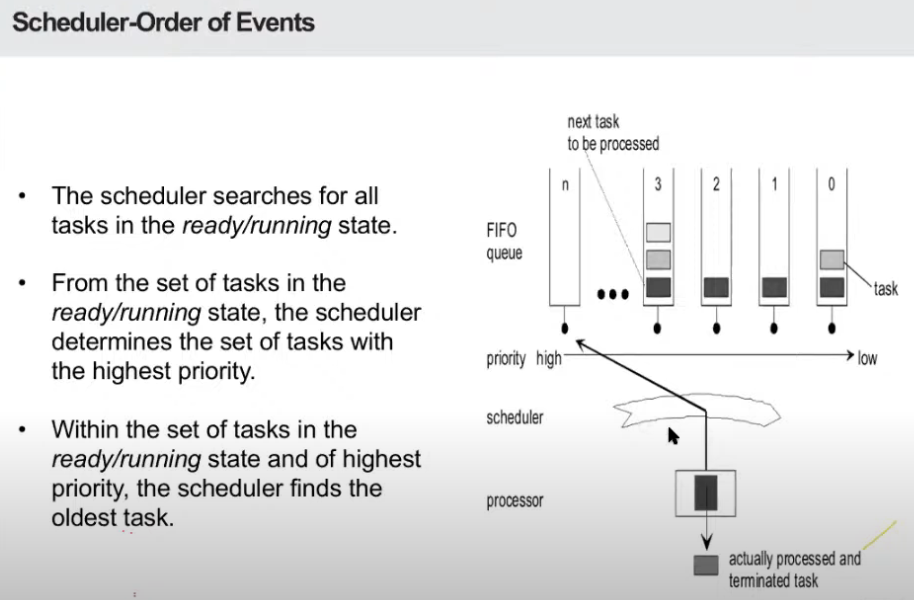 Scheduler-Order of Events
• The scheduler searches for all
tasks in the ready/running state.
• From the set of tasks in the
ready/running state, the scheduler
determines the set of tasks with
the highest priority.
• Within the set of tasks in the
ready/running state and of highest
priority, the scheduler finds the
oldest task.
next task
to be processed
n 3 2 1 0
FIFO
queue
task
priority high low
scheduler
processor
actually processed and
terminated task